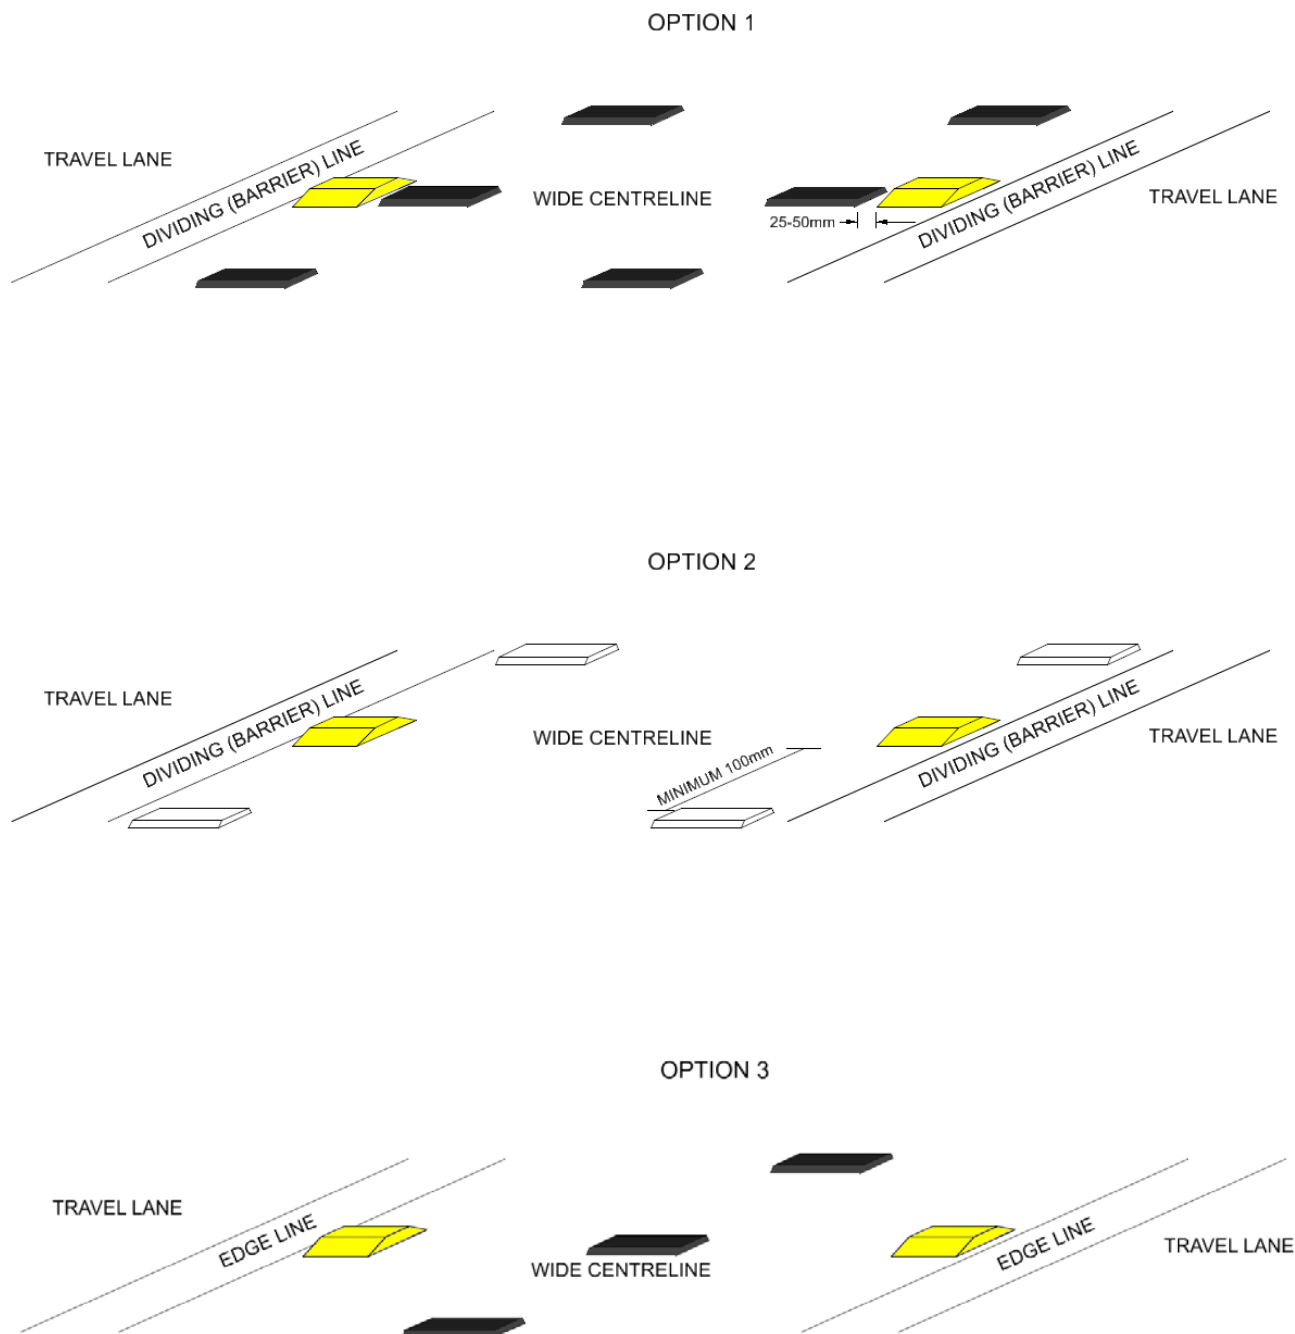 OPTION 1
TRAVEL LANE
DIVIDING (BARRIER) LINE
WIDE CENTRELINE
25-50mm
DIVIDING (BARRIER) LINE
TRAVEL LANE
OPTION 2
TRAVEL LANE
DIVIDING (BARRIER) LINE
WIDE CENTRELINE
MINIMUM 100mm
DIVIDING (BARRIER) LINE
TRAVEL LANE
OPTION 3
TRAVEL LANE
EDGE LINE
WIDE CENTRELINE
EDGE LINE
TRAVEL LANE